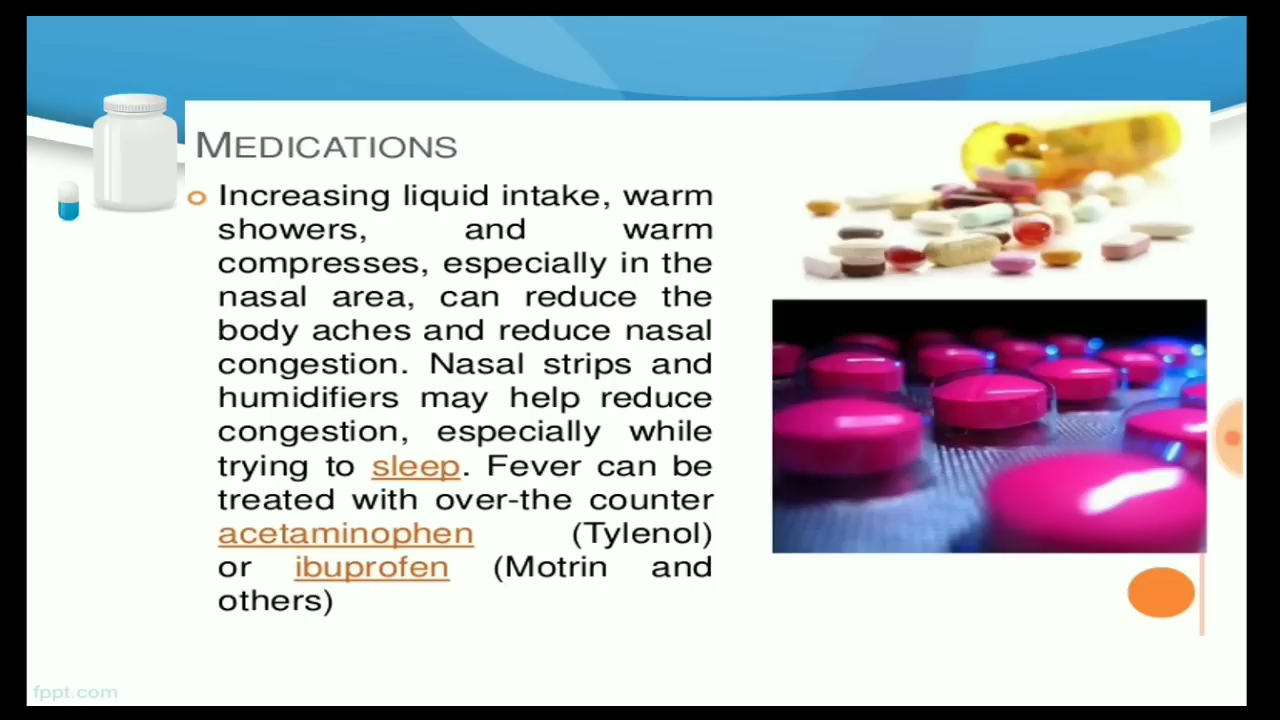 MEDICATIONS
Increasing liquid intake, warm
showers, and warm
compresses, especially in the
nasal area, can reduce the
body aches and reduce nasal
congestion. Nasal strips and
humidifiers may help reduce
congestion, especially while
trying to sleep. Fever can be
treated with over-the counter
acetaminophen (Tylenol)
or ibuprofen (Motrin and
others)
fppt.com